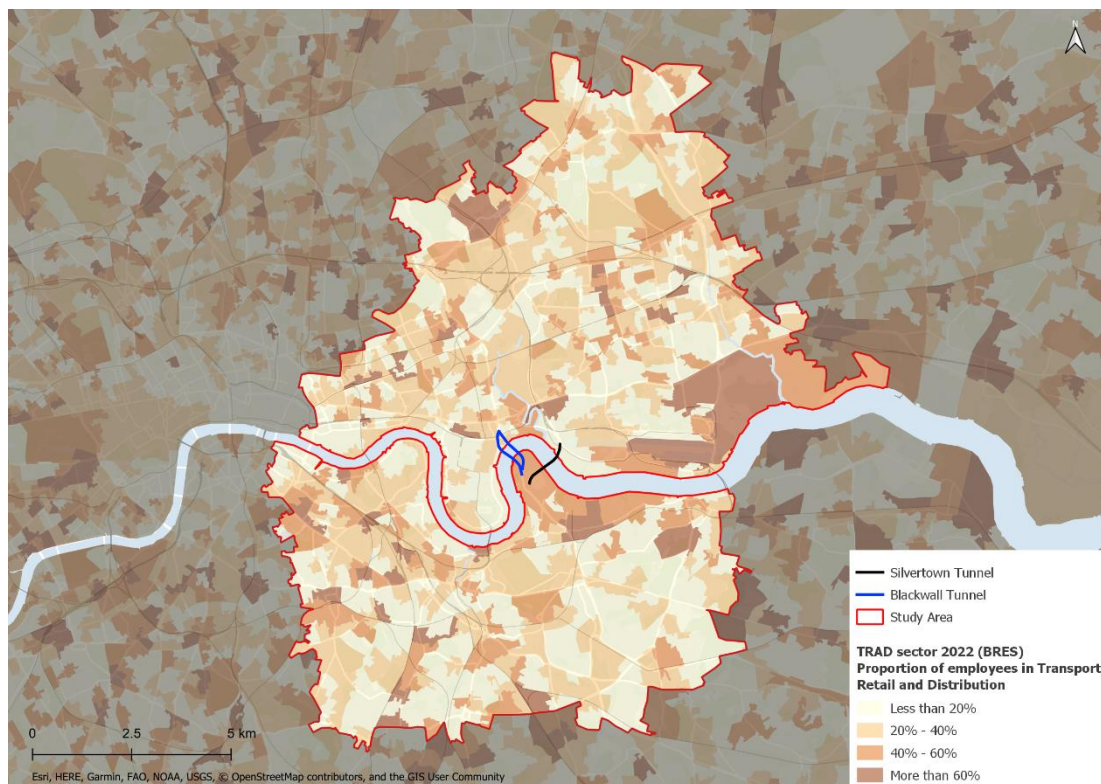 N
Silvertown Tunnel
Blackwall Tunnel
Study Area
TRAD sector 2022 (BRES)
Proportion of employees in Transport
Retail and Distribution
Less than 20%
20% - 40%
40% - 60%
More than 60%
0 2.5 5 km
Esri, HERE, Garmin, FAO, NOAA, USGS, © OpenStreetMap contributors, and the GIS User Community